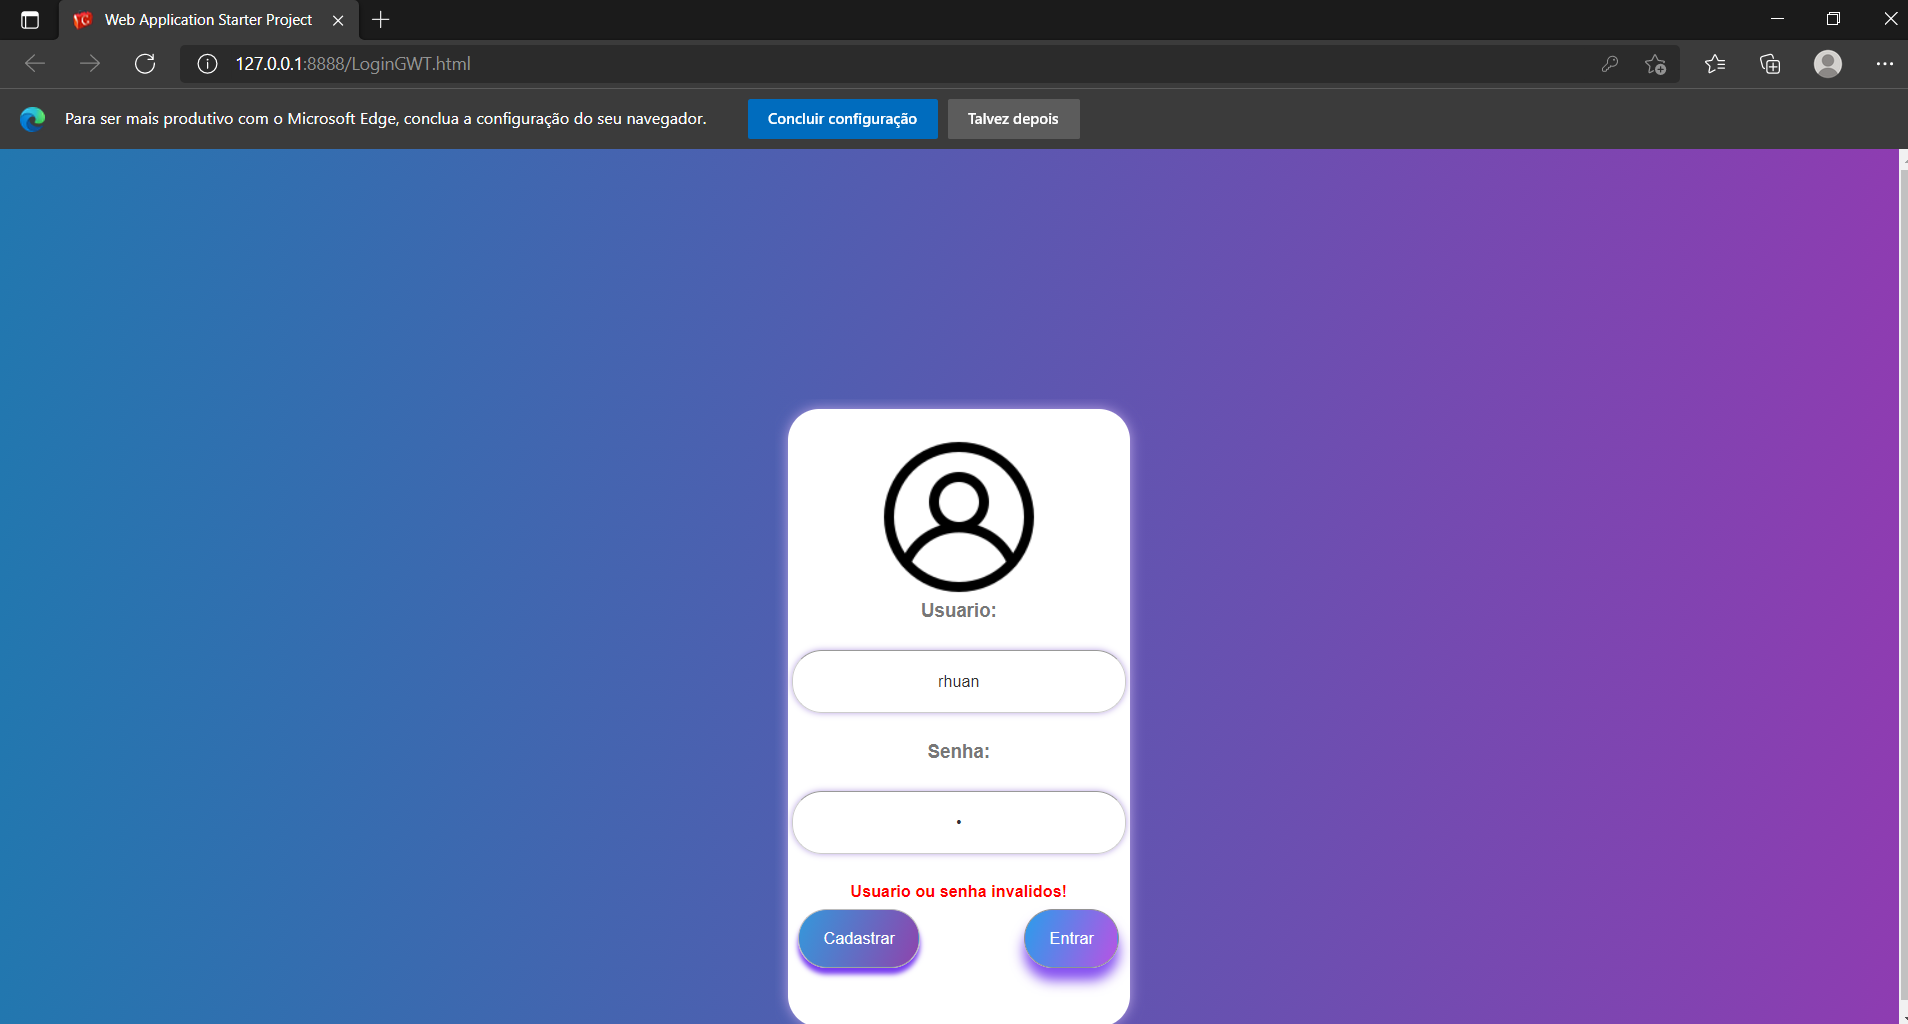 Web Application Starter Project
127.0.0.1:8888/LoginGWT.html
Para ser mais produtivo com o Microsoft Edge, conclua a configuração do seu navegador.
Concluir configuração
Talvez depois
Usuario:
rhuan
Senha:
Usuario ou senha invalidos!
Cadastrar
Entrar